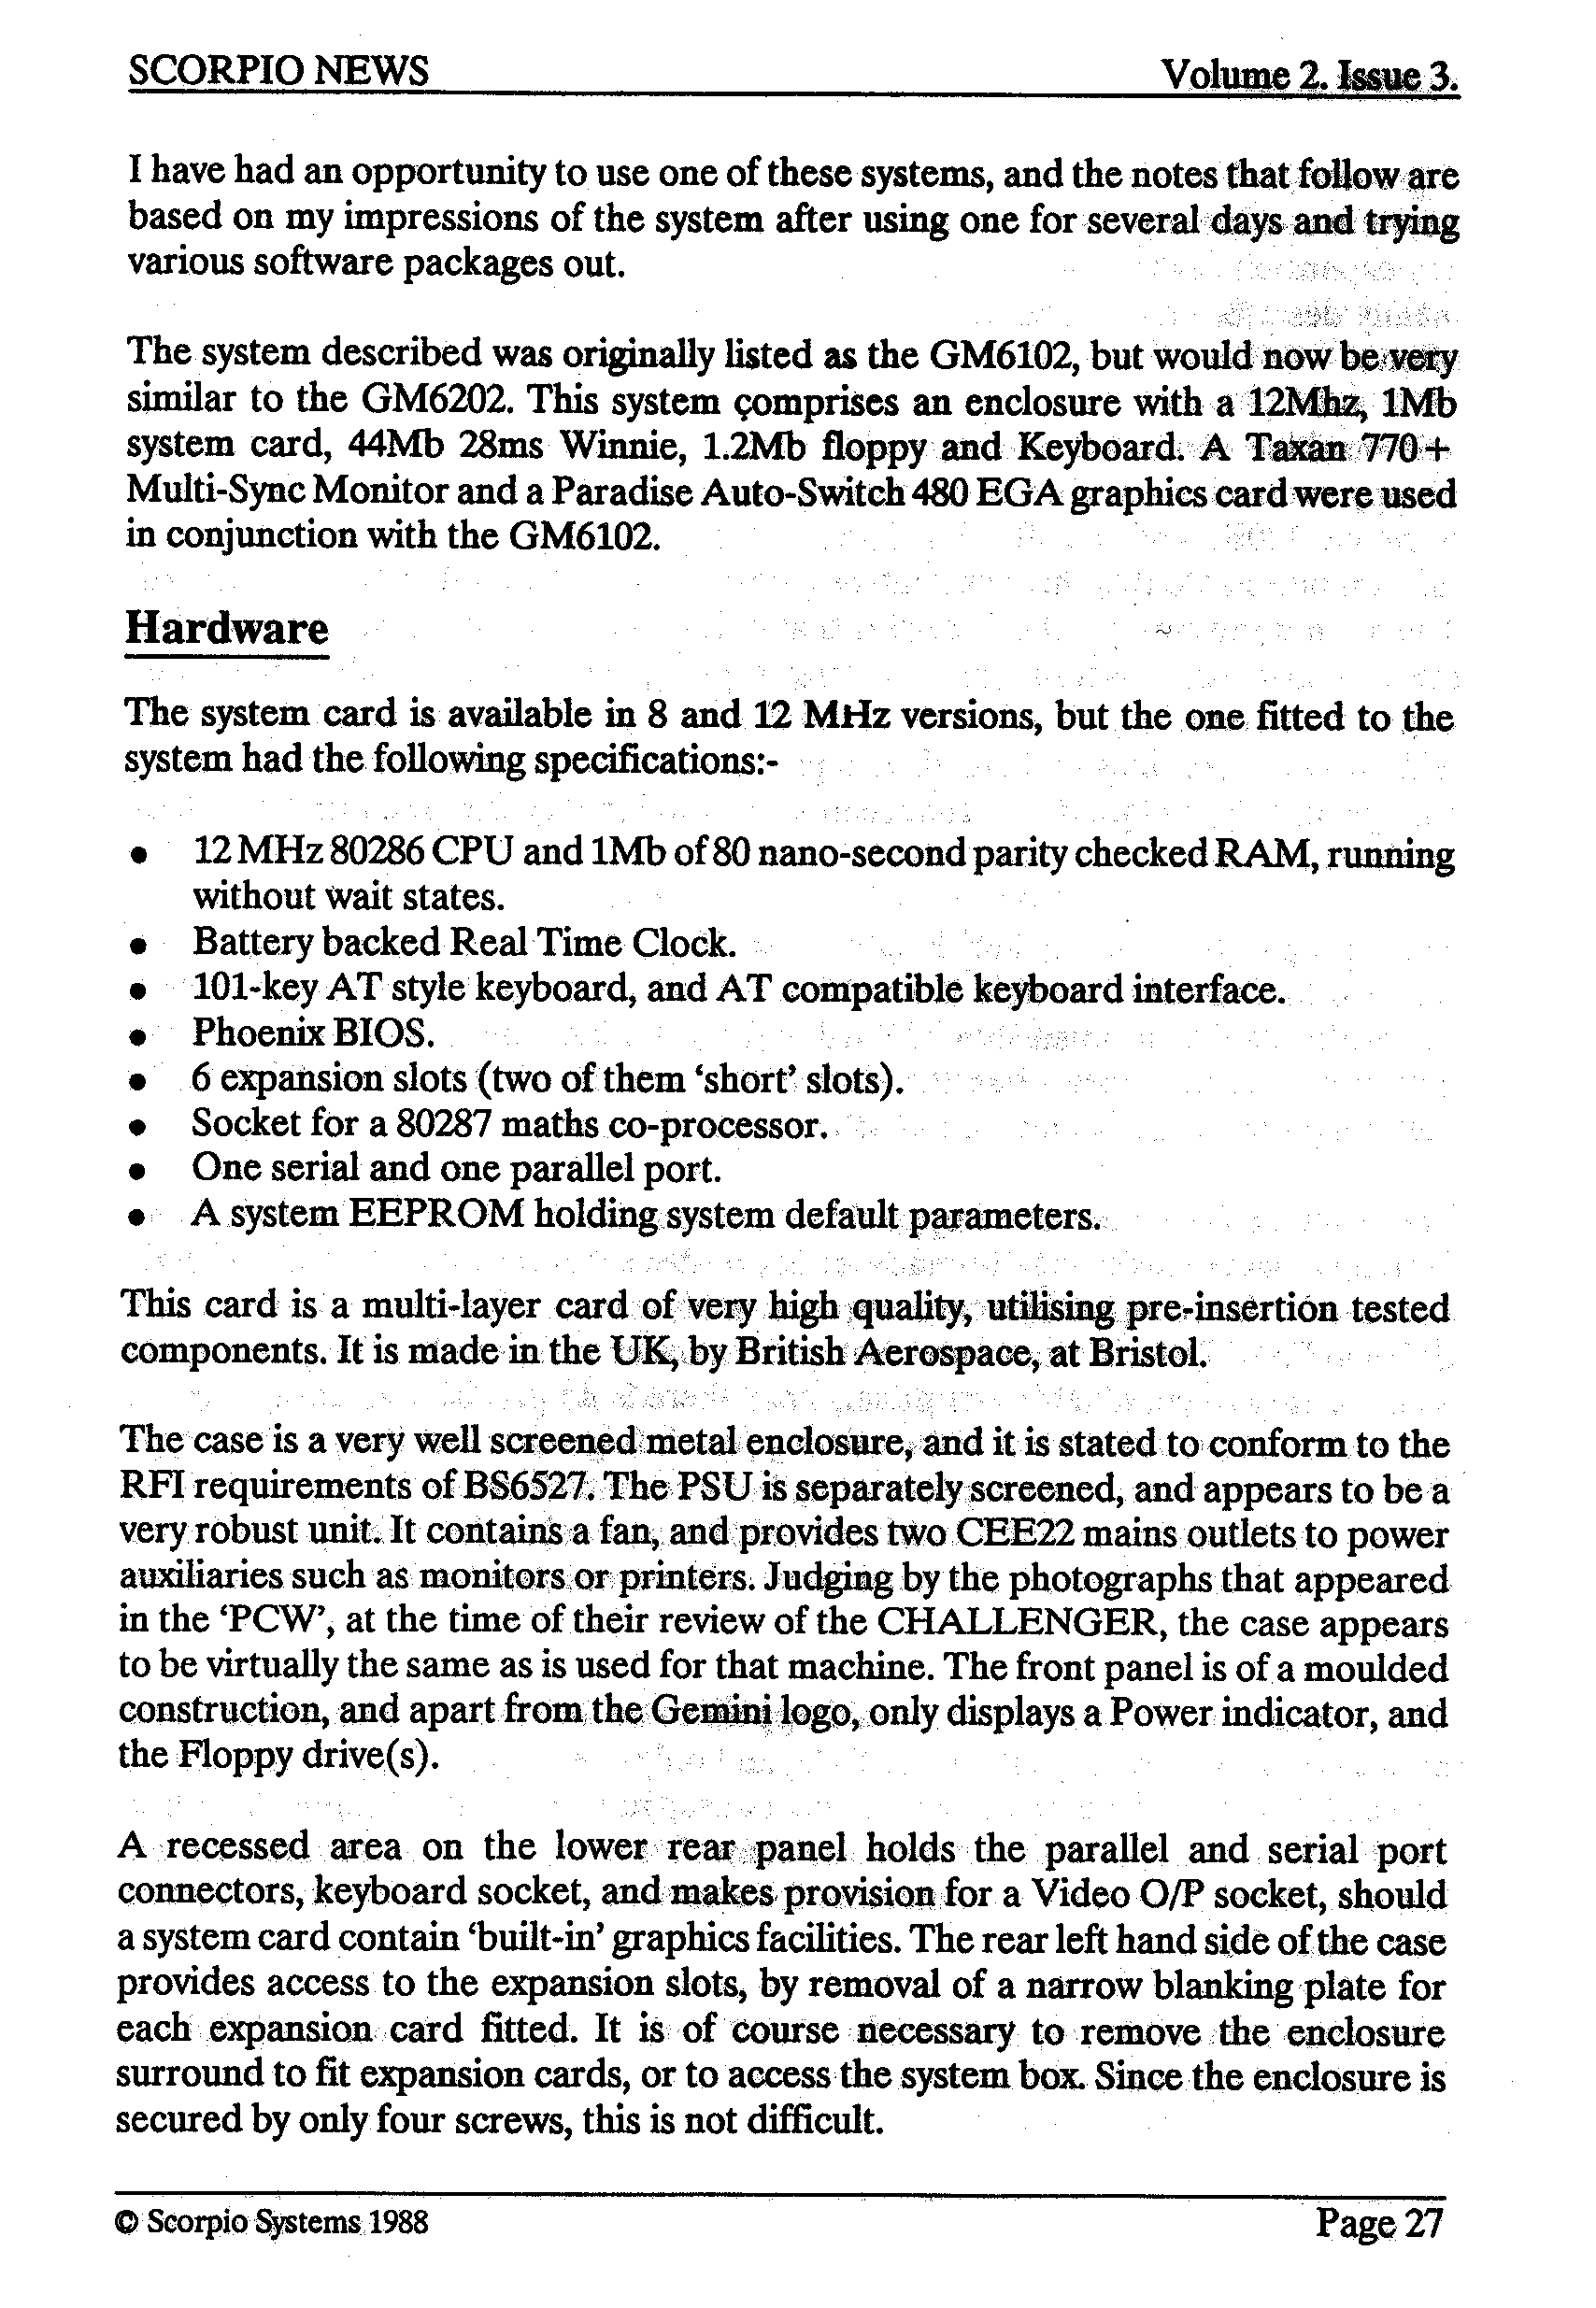 SCORPIO NEWS
Volume 2. Issue 3.
I have had an opportunity to use one of these systems, and the notes that follow are
based on my impressions of the system after using one for several days and trying
various software packages out.
The system described was originally listed as the GM6102, but would now be very
similar to the GM6202. This system comprises an enclosure with a 12Mhz, 1Mb
system card, 44Mb 28ms Winnie, 1.2Mb floppy and Keyboard. A Taxan 770+
Multi-Sync Monitor and a Paradise Auto-Switch 480 EGA graphics card were used
in conjunction with the GM6102.
Hardware
The system card is available in 8 and 12 MHz versions, but the one fitted to the
system had the following specifications:-
• 12 MHz 80286 CPU and 1Mb of 80 nano-second parity checked RAM, running
without wait states.
• Battery backed Real Time Clock.
• 101-key AT style keyboard, and AT compatible keyboard interface.
• Phoenix BIOS.
• 6 expansion slots (two of them ‘short’ slots).
• Socket for a 80287 maths co-processor.
• One serial and one parallel port.
• A system EEPROM holding system default parameters.
This card is a multi-layer card of very high quality, utilising pre-insertion tested
components. It is made in the UK, by British Aerospace, at Bristol.
The case is a very well screened metal enclosure, and it is stated to conform to the
RFI requirements of BS6527. The PSU is separately screened, and appears to be a
very robust unit. It contains a fan, and provides two CEE22 mains outlets to power
auxiliaries such as monitors or printers. Judging by the photographs that appeared
in the ‘PCW’, at the time of their review of the CHALLENGER, the case appears
to be virtually the same as is used for that machine. The front panel is of a moulded
construction, and apart from the Gemini logo, only displays a Power indicator, and
the Floppy drive(s).
A recessed area on the lower rear panel holds the parallel and serial port
connectors, keyboard socket, and makes provision for a Video O/P socket, should
a system card contain ‘built-in’ graphics facilities. The rear left hand side of the case
provides access to the expansion slots, by removal of a narrow blanking plate for
each expansion card fitted. It is of course necessary to remove the enclosure
surround to fit expansion cards, or to access the system box. Since the enclosure is
secured by only four screws, this is not difficult.
© Scorpio Systems 1988
Page 27